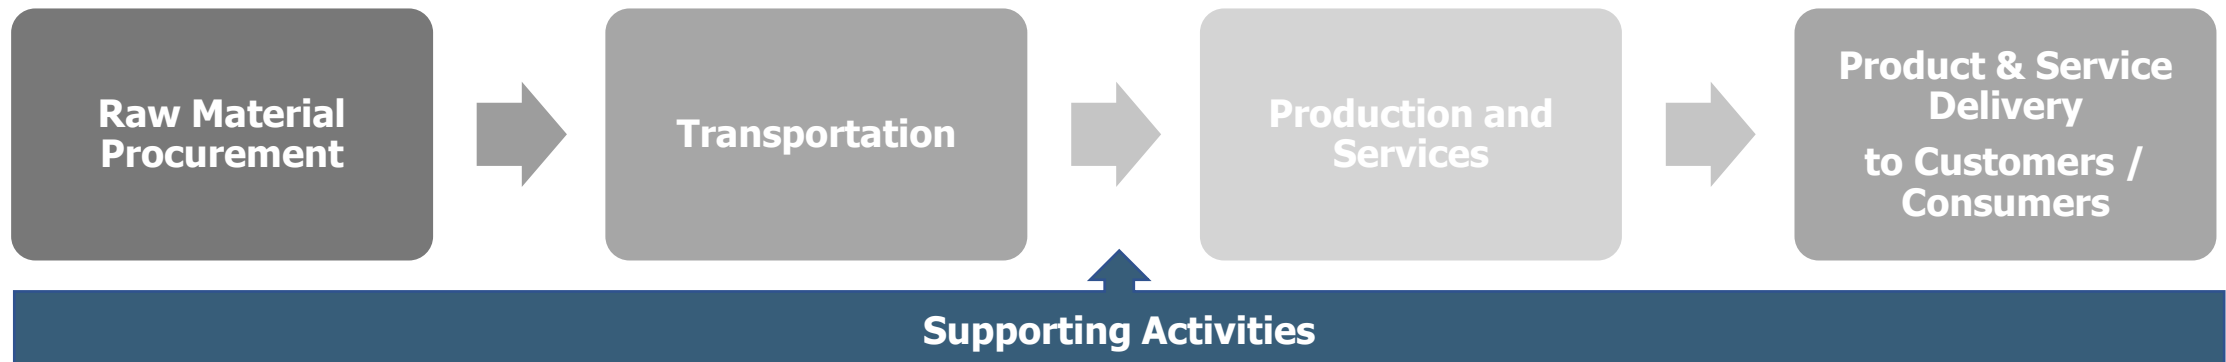 Raw Material
Procurement
Transportation
Production and
Services
Product & Service
Delivery
to Customers /
Consumers
Supporting Activities